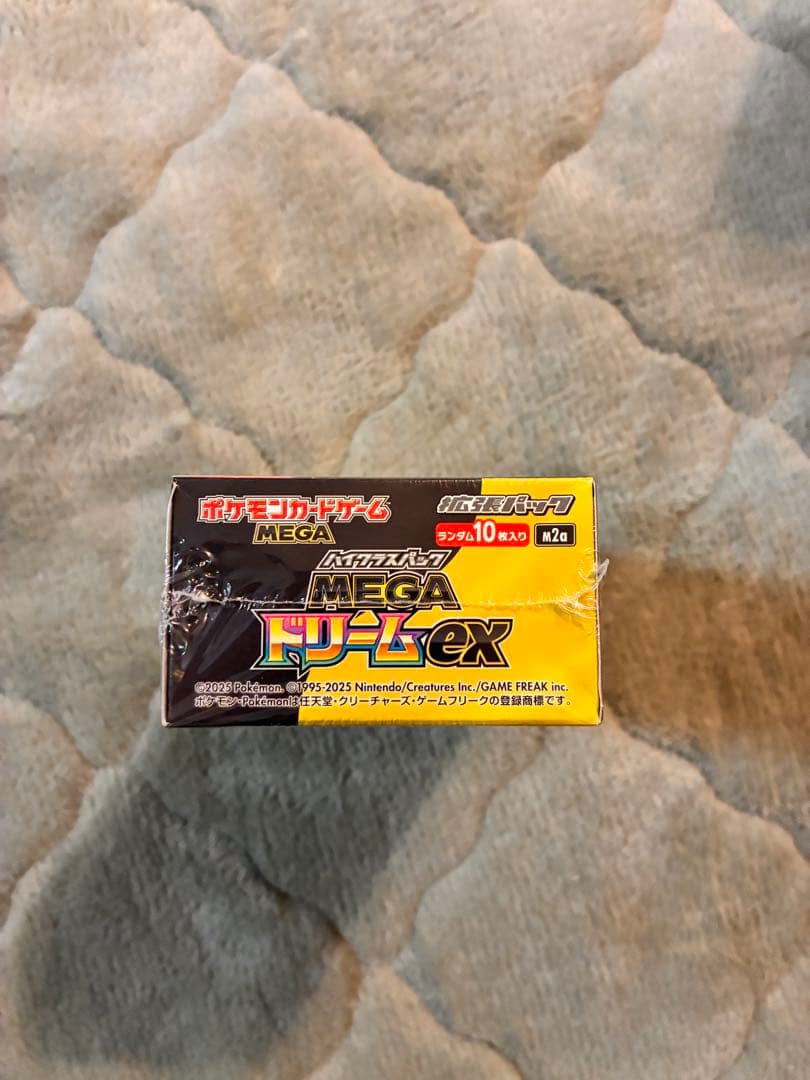 ポケモンカードゲーム
MEGA
拡張パック
ランダム10枚入り
M2a
ハイクラスパック
MEGA
ドリームex
©2025 Pokémon. ©1995-2025 Nintendo/Creatures Inc./GAME FREAK inc.
ポケモン・Pokémonは任天堂・クリーチャーズ・ゲームフリークの登録商標です。